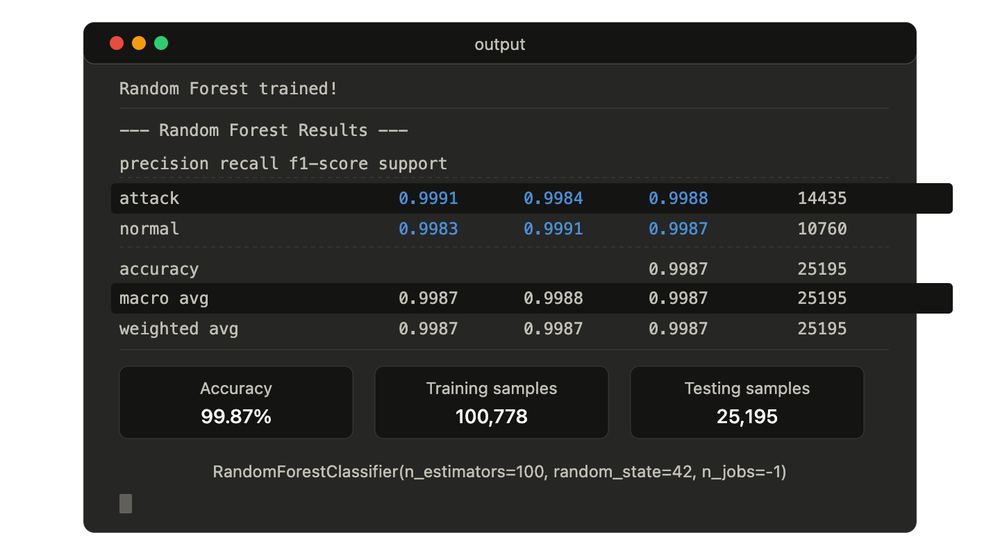 output
Random Forest trained!
--- Random Forest Results ---
precision recall f1-score support
attack 0.9991 0.9984 0.9988 14435
normal 0.9983 0.9991 0.9987 10760
accuracy 0.9987 25195
macro avg 0.9987 0.9988 0.9987 25195
weighted avg 0.9987 0.9987 0.9987 25195
Accuracy Training samples Testing samples
99.87% 100,778 25,195
RandomForestClassifier(n_estimators=100, random_state=42, n_jobs=-1)